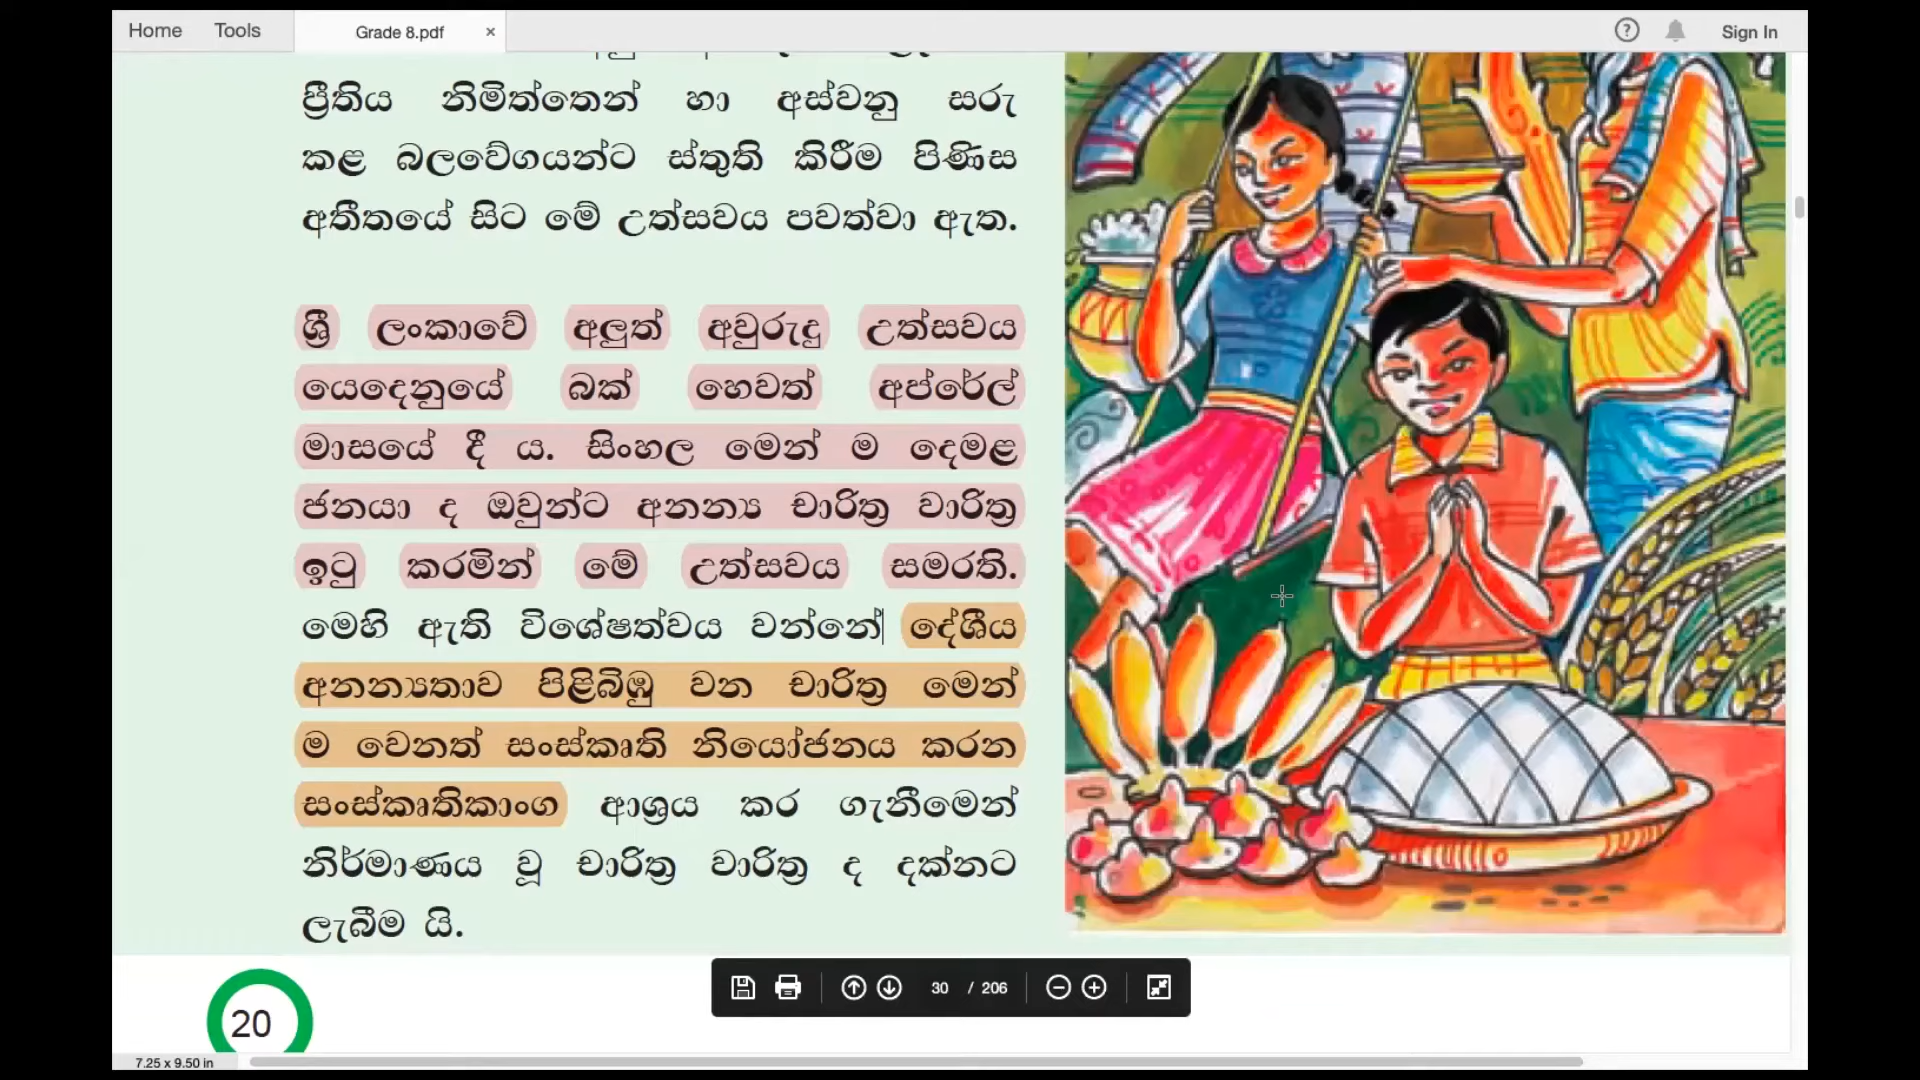 Home Tools Grade 8.pdf × Sign In
ප්‍රීතිය නිමිත්තෙන් හා අස්වනු සරු
කළ බලවේගයන්ට ස්තුති කිරීම පිණිස
අතීතයේ සිට මේ උත්සවය පවත්වා ඇත.
ශ්‍රී ලංකාවේ අලුත් අවුරුදු උත්සවය
යෙදෙනුයේ බක් හෙවත් අප්රේල්
මාසයේ දී ය. සිංහල මෙන් ම දෙමළ
ජනයා ද ඔවුන්ට අනන්‍ය චාරිත්‍ර වාරිත්‍ර
ඉටු කරමින් මේ උත්සවය සමරති.
මෙහි ඇති විශේෂත්වය වන්නේ දේශීය
අනන්‍යතාව පිළිබිඹු වන චාරිත්‍ර මෙන්
ම වෙනත් සංස්කෘති නියෝජනය කරන
සංස්කෘතිකාංග ආශ්‍රය කර ගැනීමෙන්
නිර්මාණය වූ චාරිත්‍ර වාරිත්‍ර ද දක්නට
ලැබීම යි.
30 / 206
20
7.25 x 9.50 in